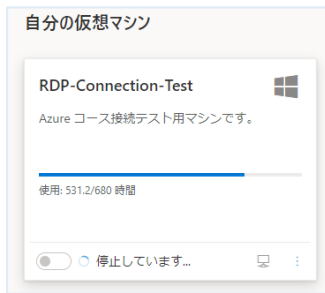 自分の仮想マシン
RDP-Connection-Test
Azure コース接続テスト用マシンです。
使用: 531.2/680 時間
停止しています...